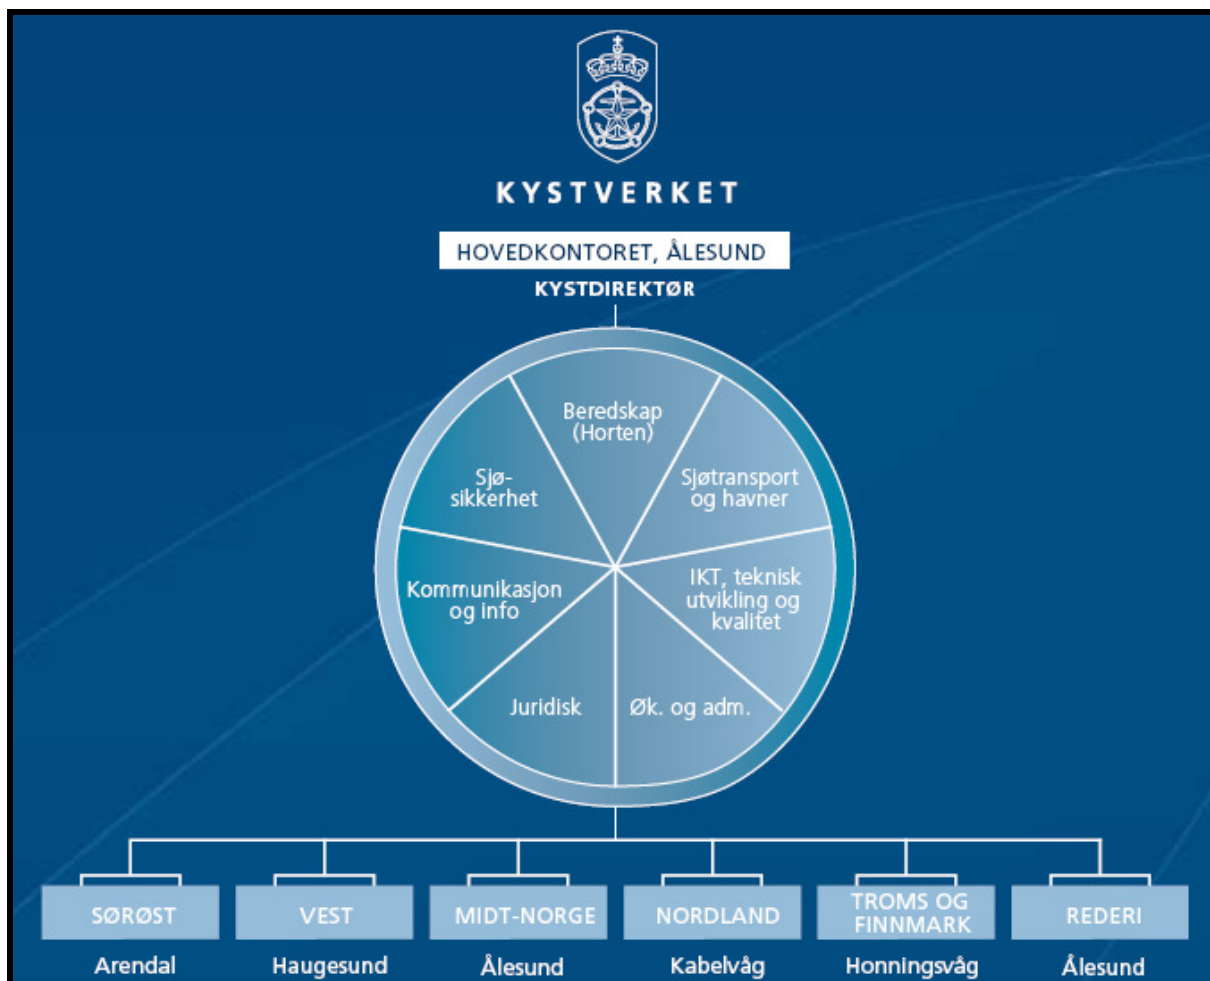 KYSTVERKET
HOVEDKONTORET, ÅLESUND
KYSTDIREKTØR
Beredskap
(Horten)
Sjø-
sikkerhet
Sjøtransport
og havner
Kommunikasjon
og info
IKT, teknisk
utvikling og
kvalitet
Juridisk
Øk. og adm.
SØRØST
Arendal
VEST
Haugesund
MIDT-NORGE
Ålesund
NORDLAND
Kabelvåg
TROMS OG
FINNMARK
Honningsvåg
REDERI
Ålesund